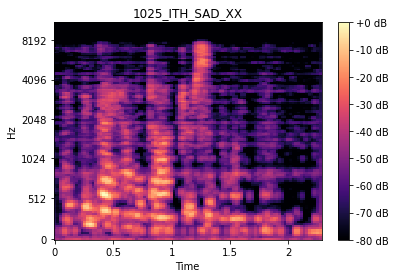 1025_ITH_SAD_XX
8192
4096
2048
1024
512
0
Hz
0
0.5
1
1.5
2
Time
+0 dB
-10 dB
-20 dB
-30 dB
-40 dB
-50 dB
-60 dB
-70 dB
-80 dB